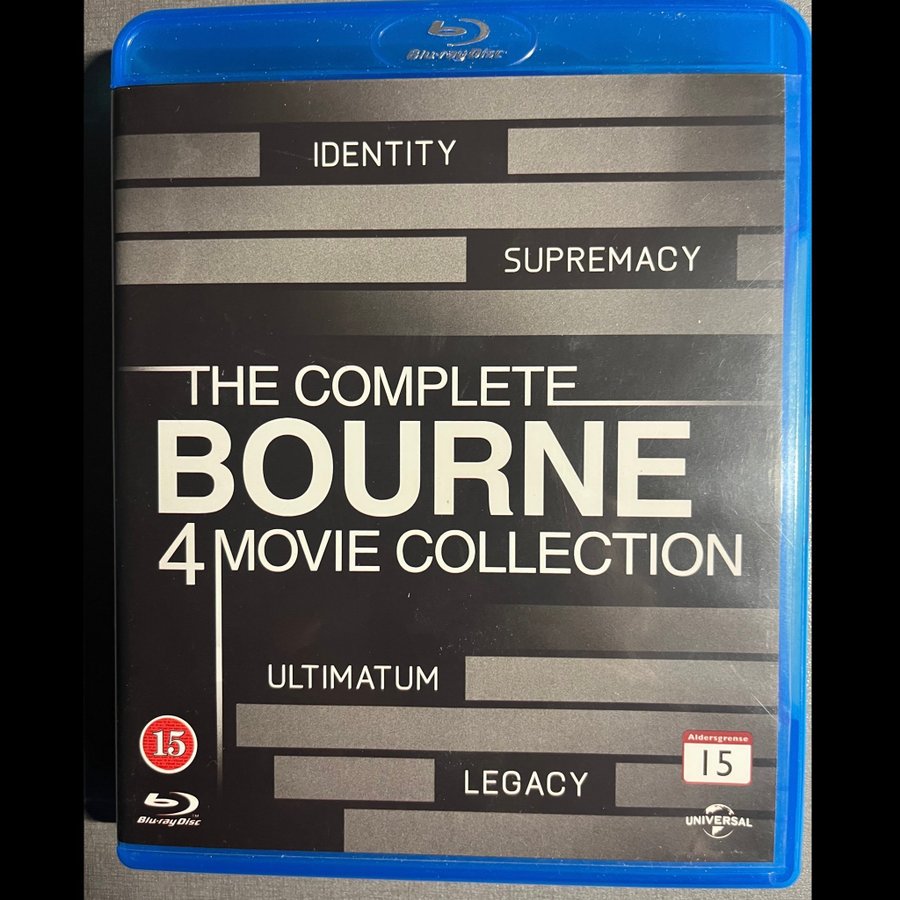 Blu-ray Disc
IDENTITY
SUPREMACY
THE COMPLETE
BOURNE
4 MOVIE COLLECTION
ULTIMATUM
15
Aldersgrense
15
LEGACY
Blu-ray Disc
UNIVERSAL